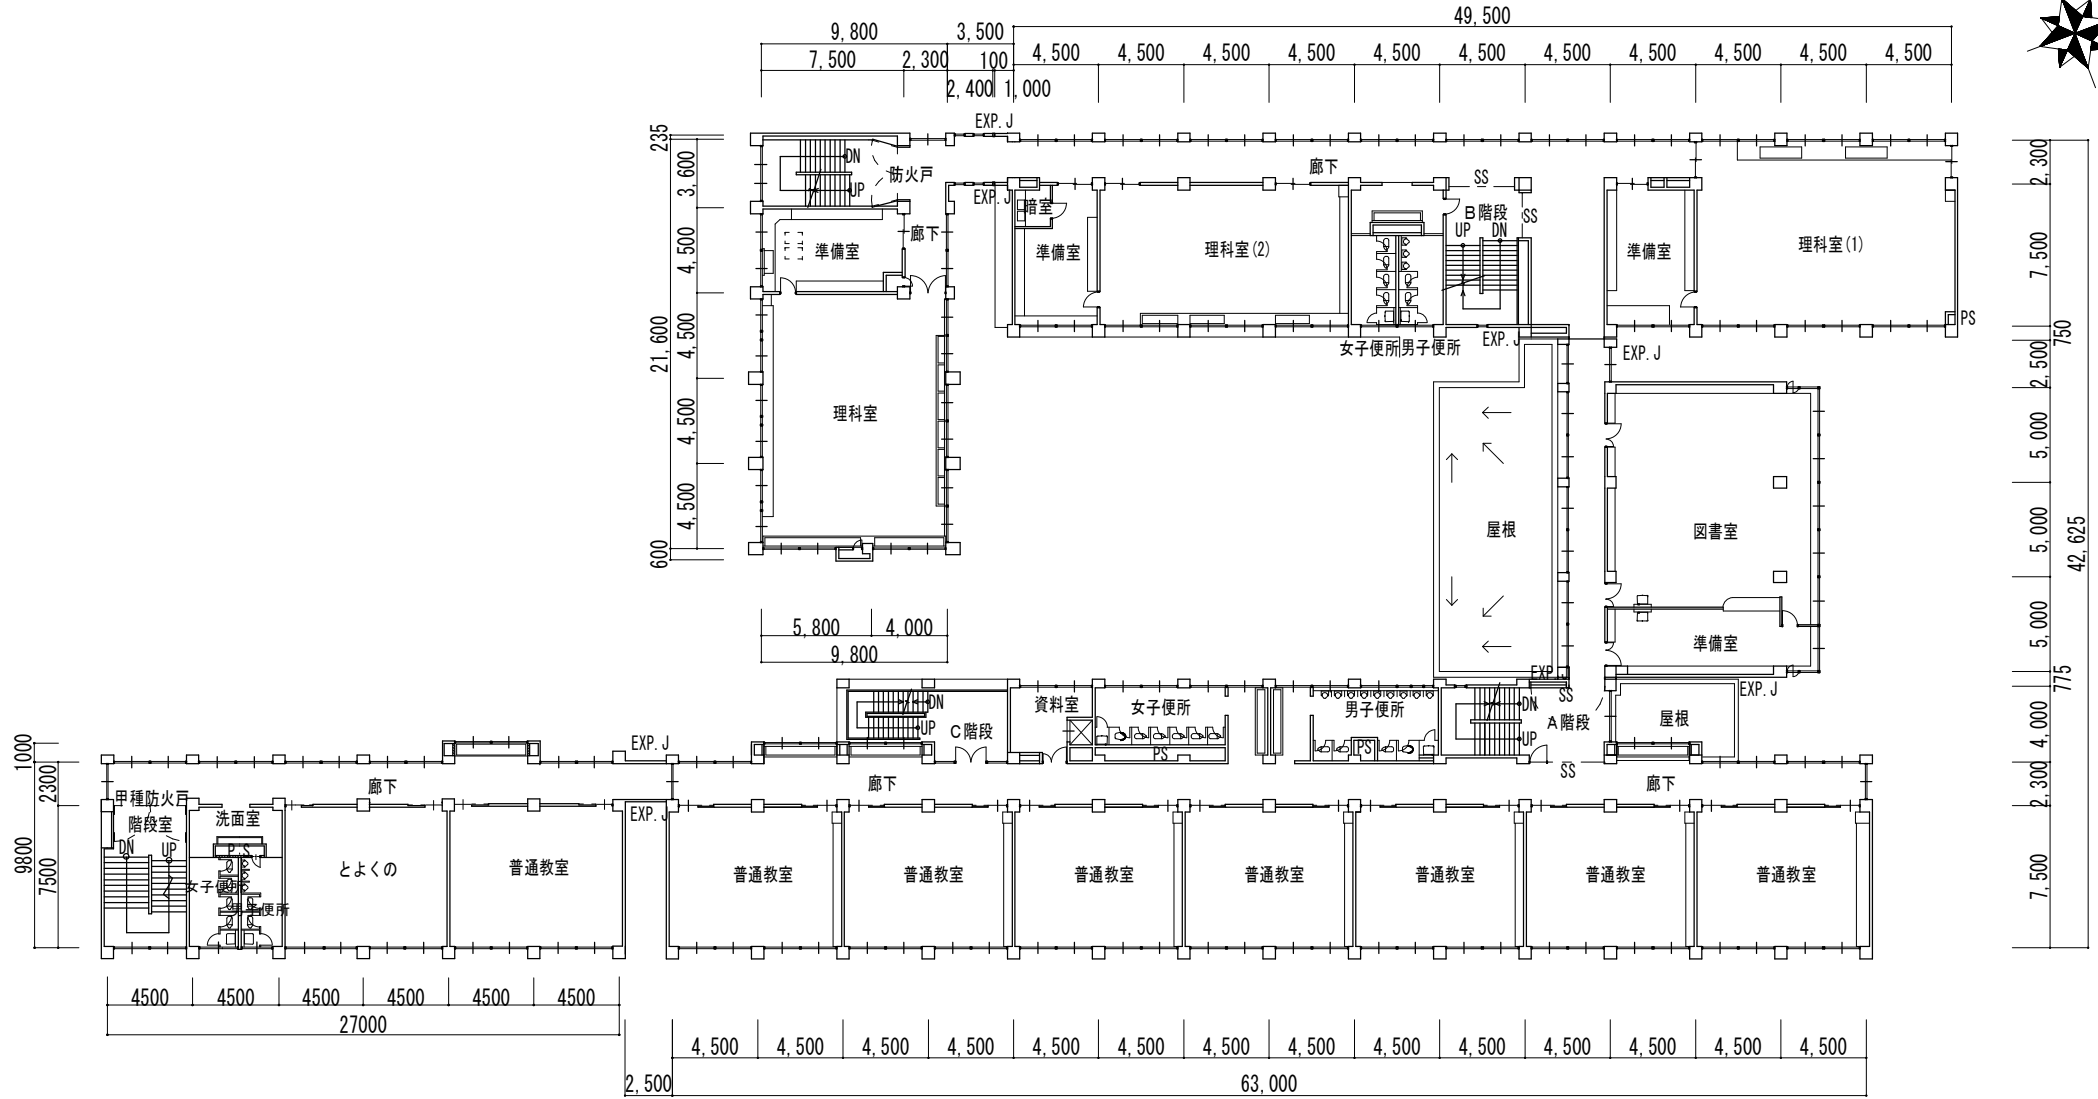 49,500
9,800
3,500
4,500
4,500
4,500
4,500
4,500
4,500
4,500
4,500
4,500
4,500
4,500
7,500
2,300
100
2,400
1,000
EXP.J
235
3,600
DN
UP
防火戸
廊下
SS
2,300
EXP.J
暗室
B階段
SS
UP
DN
廊下
4,500
準備室
準備室
理科室(2)
準備室
理科室(1)
7,500
PS
21,600
4,500
女子便所
男子便所
EXP.J
EXP.J
750
2,500
理科室
4,500
5,000
4,500
屋根
図書室
5,000
42,625
600
5,800
4,000
9,800
準備室
5,000
EXP.J
EXP.J
775
DN
UP
C階段
資料室
女子便所
PS
男子便所
PS
DN
UP
SS
A階段
SS
屋根
4,000
1000
EXP.J
2300
廊下
廊下
廊下
2,300
甲種防火戸
階段室
DN
UP
洗面室
P.S
EXP.J
9800
7500
女子便所
男子便所
とよくの
普通教室
普通教室
普通教室
普通教室
普通教室
普通教室
普通教室
普通教室
7,500
4500
4500
4500
4500
4500
4500
27000
4,500
4,500
4,500
4,500
4,500
4,500
4,500
4,500
4,500
4,500
4,500
4,500
4,500
4,500
2,500
63,000